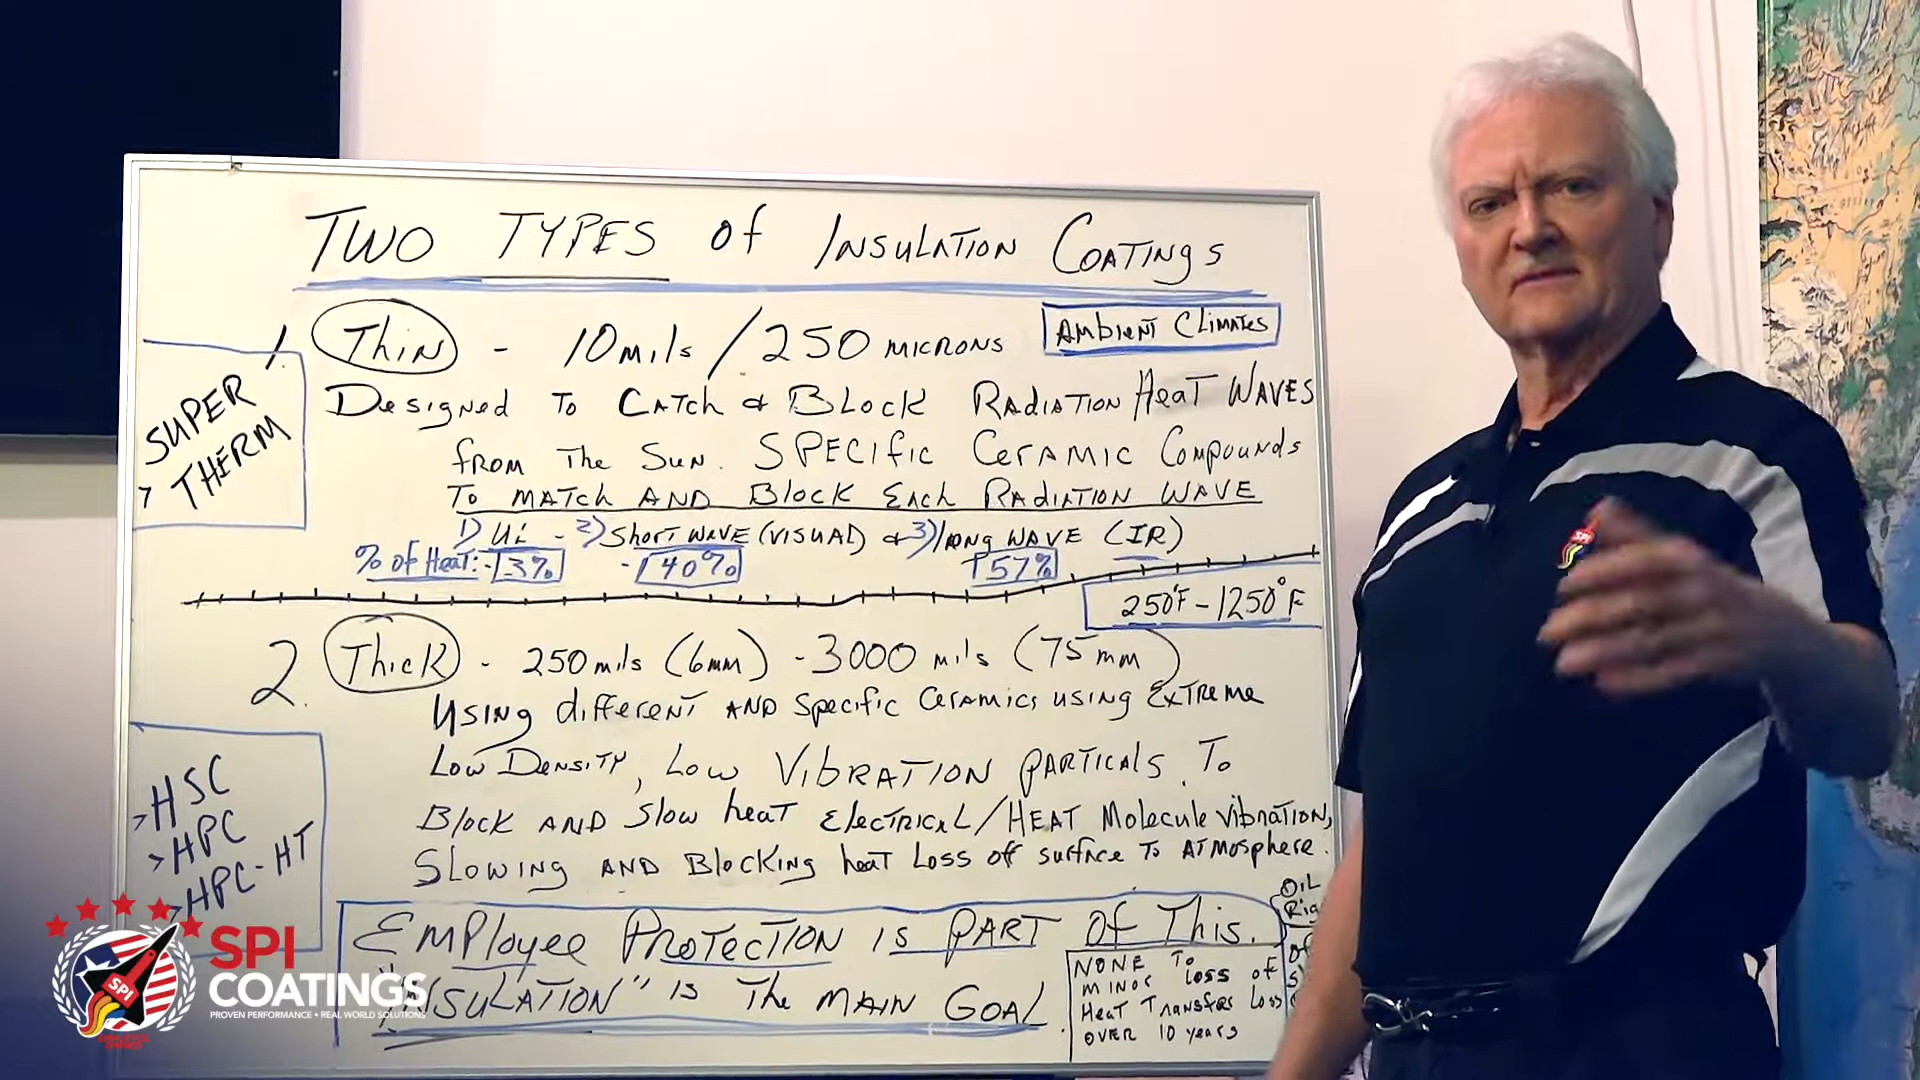 TWO TYPES of INSULATION COATINGS
1. Thin - 10 mils / 250 MICRONS
AMBIENT CLIMATES
SUPER
> THERM
Designed To CATCH & BLOCK RADIATION HEAT WAVES
from The Sun. SPECIFIC CERAMIC Compounds
To MATCH AND BLOCK EACH RADIATION WAVE
1) UL - 2) Short WAVE (VISUAL) & 3) long WAVE (IR)
% of HEAT: - 3% - 40% 57%
250°F - 1250°F
2. Thick - 250 mils (6mm) - 3000 mils (75 mm)
Using different AND Specific Ceramics using Extreme
Low Density, Low VIBRATION PARTICALS To
Block AND Slow heat Electrical/HEAT Molecule vibration,
Slowing AND Blocking heat Loss off surface To ATMosphere.
> HSC
> HPC
> HPC-HT
EMPloyee PROTECTION is PART Of This.
"INSULATION" is The MAIN GOAL.
NONE To
MINOR LOSS of
HEAT TRANSFER Loss
OVER 10 years
OIL
Rig
SPI
COATINGS
PROVEN PERFORMANCE • REAL WORLD SOLUTIONS
SPI
SPI